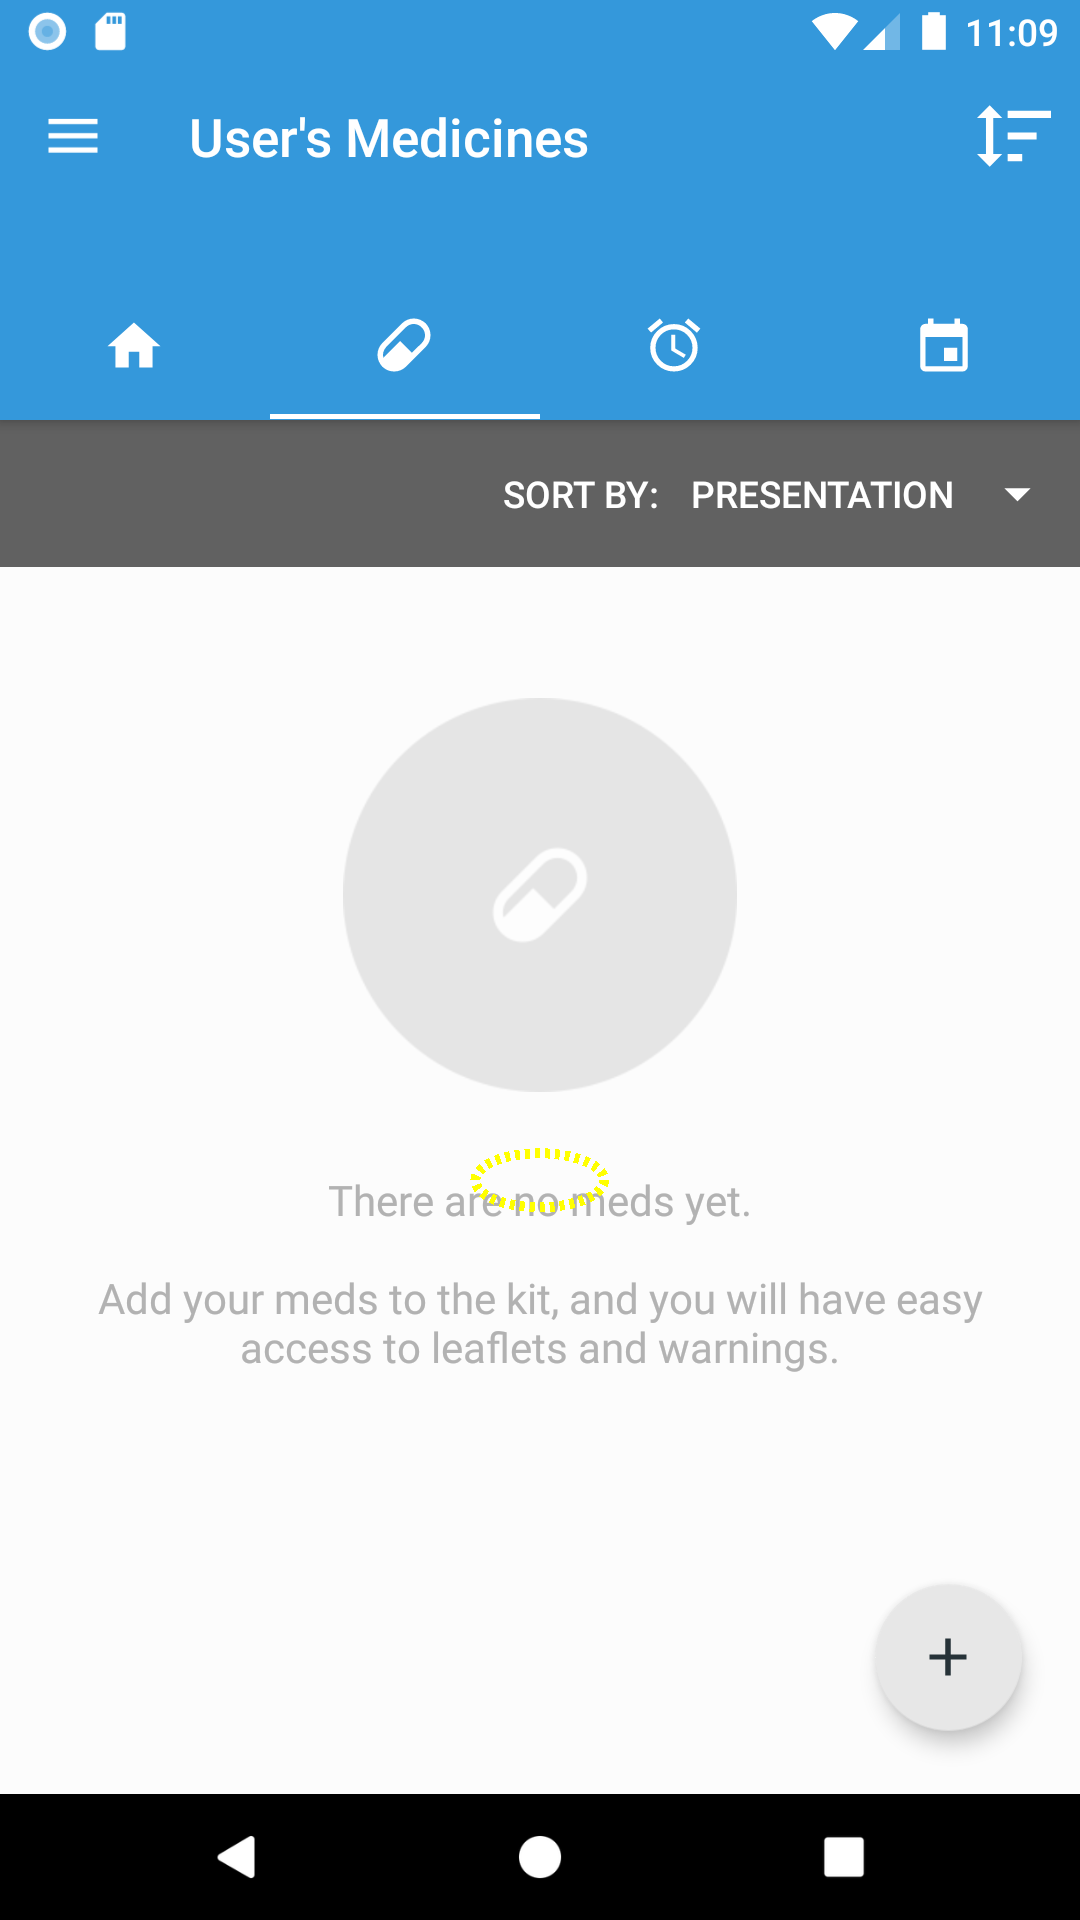 11:09
User's Medicines
SORT BY: PRESENTATION
There are no meds yet.
Add your meds to the kit, and you will have easy
access to leaflets and warnings.